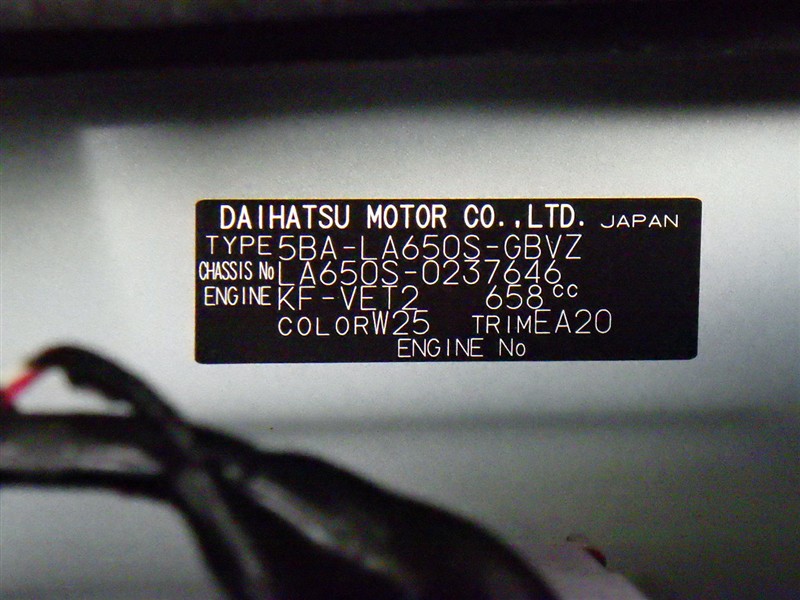 DAIHATSU MOTOR CO.,LTD. JAPAN
TYPE 5BA-LA650S-GBVZ
CHASSIS No LA650S-0237646
ENGINE KF-VET2 658cc
COLOR W25 TRIM EA20
ENGINE No